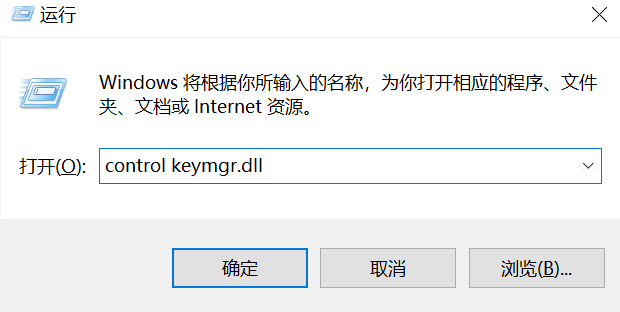 运行
Windows 将根据你所输入的名称，为你打开相应的程序、文件
夹、文档或 Internet 资源。
打开(O): control keymgr.dll
确定 取消 浏览(B)...